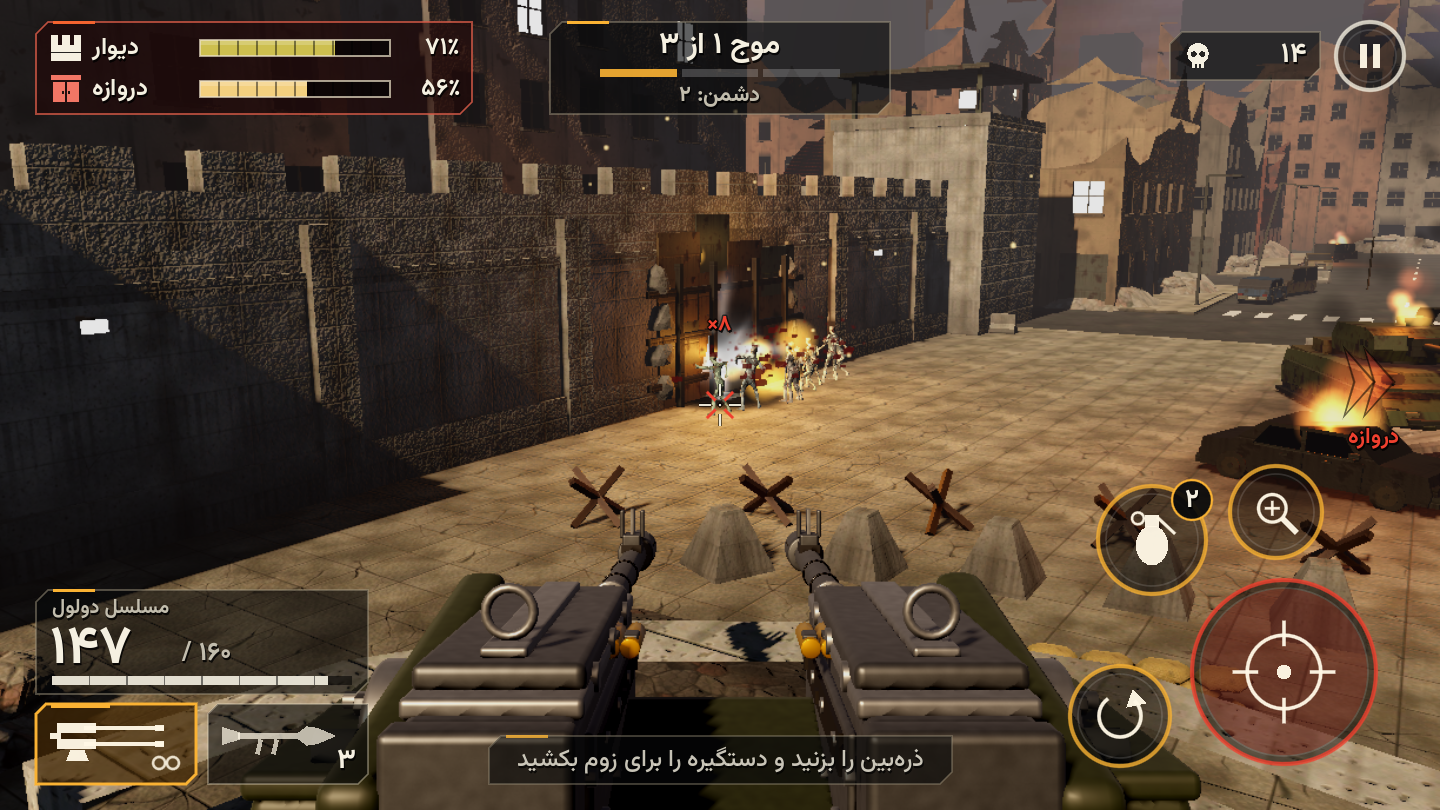 دیوار ۷۱٪
دروازه ۵۶٪
موج ۱ از ۳
دشمن: ۲
۱۴
×۸
دروازه
۲
مسلسل دولول
۱۴۷ / ۱۶۰
∞
۳
ذره‌بین را بزنید و دستگیره را برای زوم بکشید